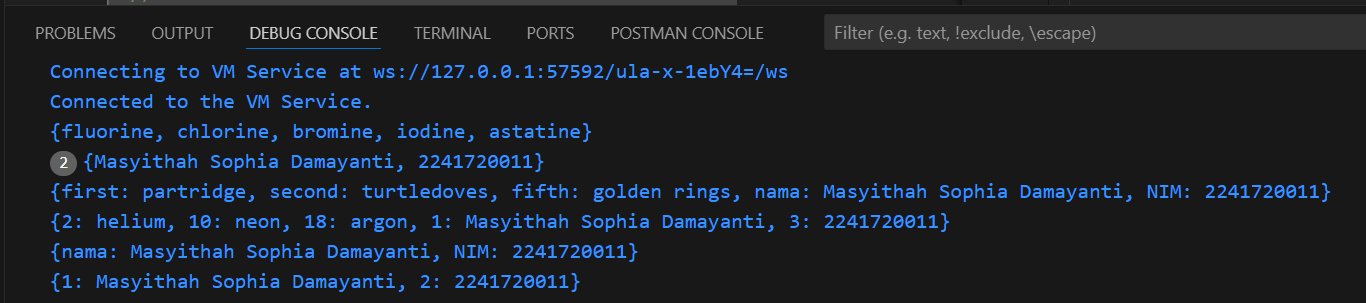 PROBLEMS OUTPUT DEBUG CONSOLE TERMINAL PORTS POSTMAN CONSOLE Filter (e.g. text, !exclude, \escape)
Connecting to VM Service at ws://127.0.0.1:57592/ula-x-1ebY4=/ws
Connected to the VM Service.
{fluorine, chlorine, bromine, iodine, astatine}
2 {Masyithah Sophia Damayanti, 2241720011}
{first: partridge, second: turtledoves, fifth: golden rings, nama: Masyithah Sophia Damayanti, NIM: 2241720011}
{2: helium, 10: neon, 18: argon, 1: Masyithah Sophia Damayanti, 3: 2241720011}
{nama: Masyithah Sophia Damayanti, NIM: 2241720011}
{1: Masyithah Sophia Damayanti, 2: 2241720011}